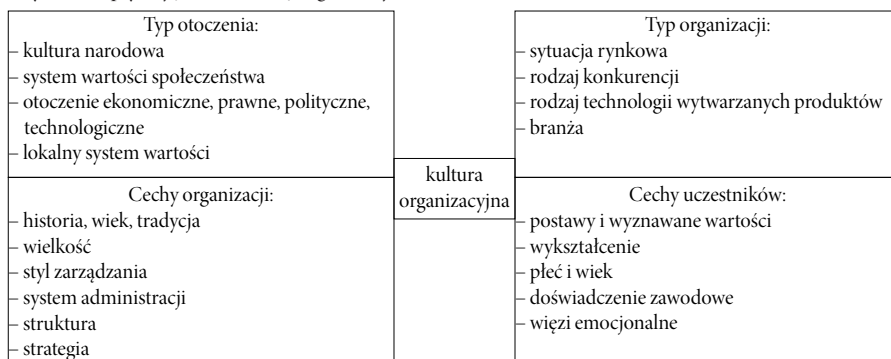 Typ otoczenia:
– kultura narodowa
– system wartości społeczeństwa
– otoczenie ekonomiczne, prawne, polityczne,
technologiczne
– lokalny system wartości
Typ organizacji:
– sytuacja rynkowa
– rodzaj konkurencji
– rodzaj technologii wytwarzanych produktów
– branża
kultura
organizacyjna
Cechy organizacji:
– historia, wiek, tradycja
– wielkość
– styl zarządzania
– system administracji
– struktura
– strategia
Cechy uczestników:
– postawy i wyznawane wartości
– wykształcenie
– płeć i wiek
– doświadczenie zawodowe
– więzi emocjonalne